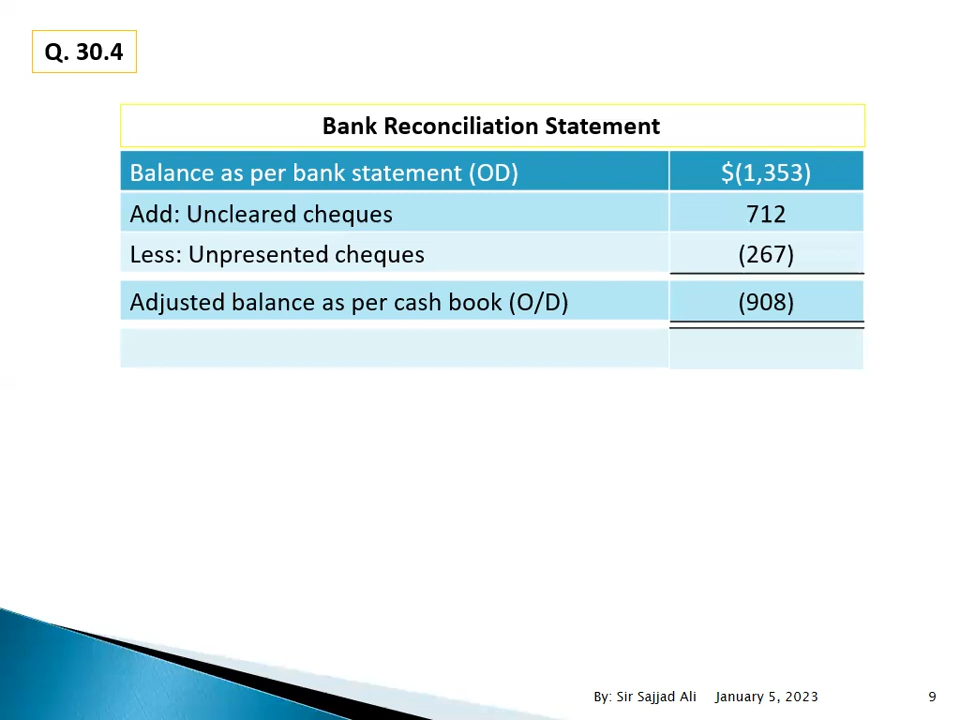 Q. 30.4
Bank Reconciliation Statement
Balance as per bank statement (OD) $(1,353)
Add: Uncleared cheques 712
Less: Unpresented cheques (267)
Adjusted balance as per cash book (O/D) (908)
By: Sir Sajjad Ali January 5, 2023 9